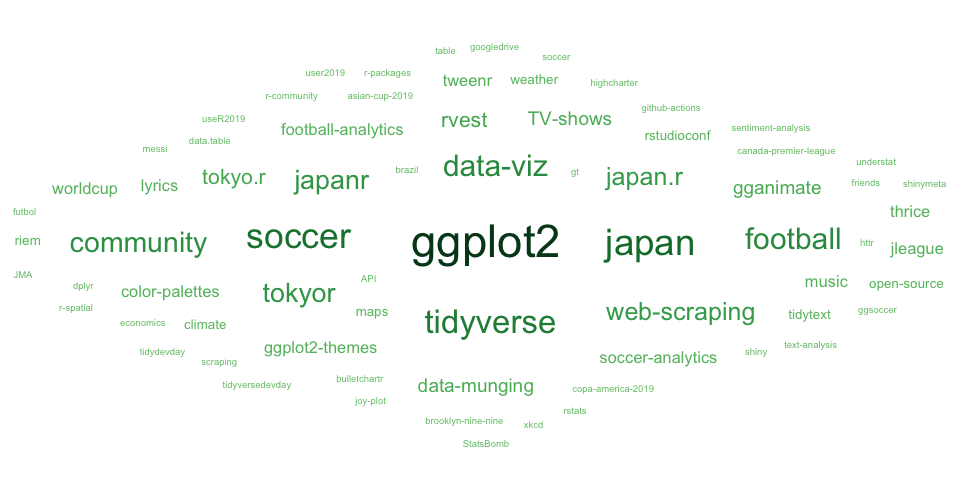 table
googledrive
soccer
user2019
r-packages
tweenr
weather
highcharter
r-community
asian-cup-2019
github-actions
useR2019
football-analytics
rvest
TV-shows
rstudioconf
sentiment-analysis
messi
data.table
canada-premier-league
worldcup
lyrics
tokyo.r
japanr
brazil
data-viz
gt
japan.r
gganimate
understat
friends
shinymeta
futbol
thrice
riem
community
soccer
ggplot2
japan
football
httr
jleague
JMA
dplyr
color-palettes
tokyor
API
music
open-source
r-spatial
maps
tidyverse
web-scraping
tidytext
ggsoccer
economics
climate
tidydevday
scraping
ggplot2-themes
soccer-analytics
shiny
text-analysis
tidyversedevday
bulletchartr
data-munging
copa-america-2019
joy-plot
rstats
brooklyn-nine-nine
xkcd
StatsBomb